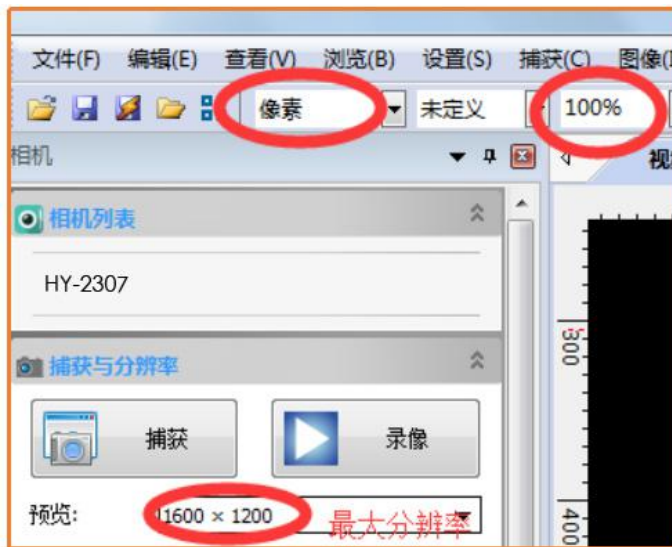 文件(F) 编辑(E) 查看(V) 浏览(B) 设置(S) 捕获(C) 图像(
像素 未定义 100%
相机 视
相机列表
HY-2307
捕获与分辨率
捕获 录像
预览: 1600 × 1200 最大分辨率
300
400